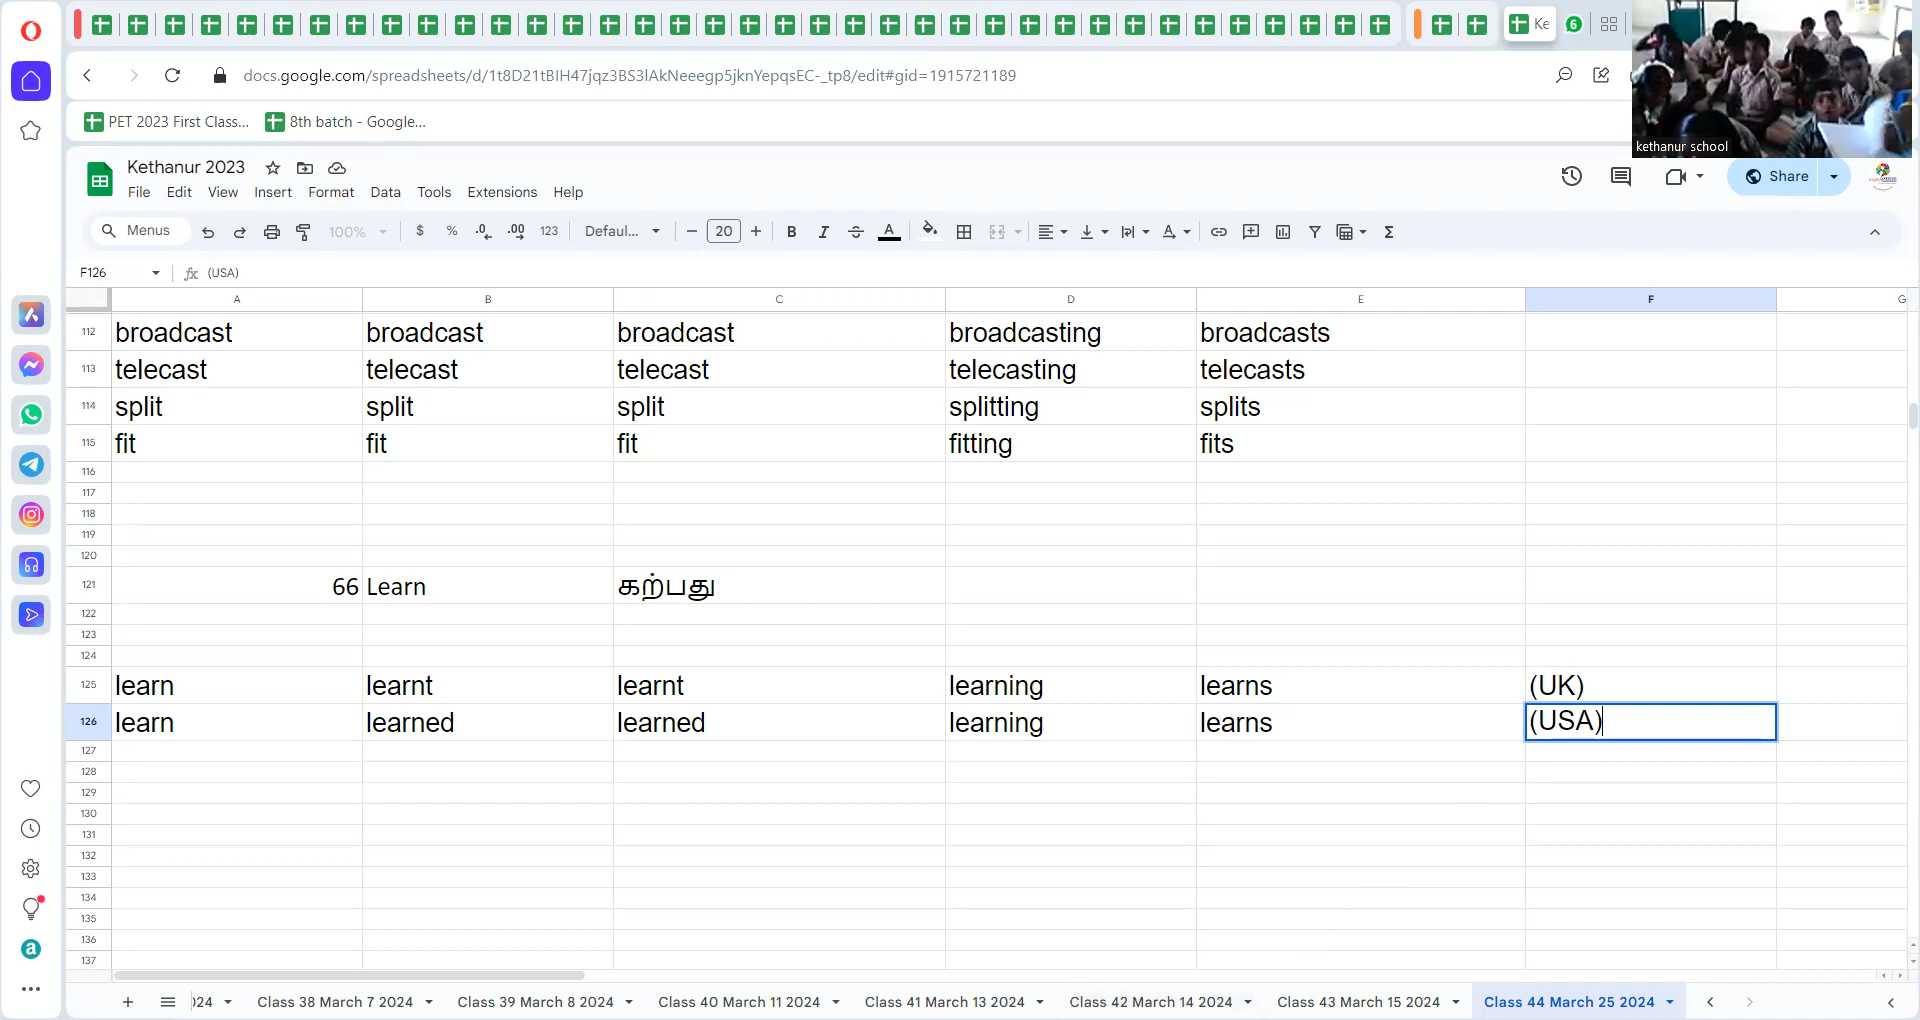 Ke
6
docs.google.com/spreadsheets/d/1t8D21tBIH47jqz3BS3lAkNeeegp5jknYepqsEC-_tp8/edit#gid=1915721189
PET 2023 First Class... 8th batch - Google...
kethanur school
Kethanur 2023
File Edit View Insert Format Data Tools Extensions Help
Share
Menus 100% $ % .0 .00 123 Defaul... 20 B I A Σ
F126 fx (USA)
A B C D E F G
112 broadcast broadcast broadcast broadcasting broadcasts
113 telecast telecast telecast telecasting telecasts
114 split split split splitting splits
115 fit fit fit fitting fits
116
117
118
119
120
121 66 Learn கற்பது
122
123
124
125 learn learnt learnt learning learns (UK)
126 learn learned learned learning learns (USA)
127
128
129
130
131
132
133
134
135
136
137
024 Class 38 March 7 2024 Class 39 March 8 2024 Class 40 March 11 2024 Class 41 March 13 2024 Class 42 March 14 2024 Class 43 March 15 2024 Class 44 March 25 2024